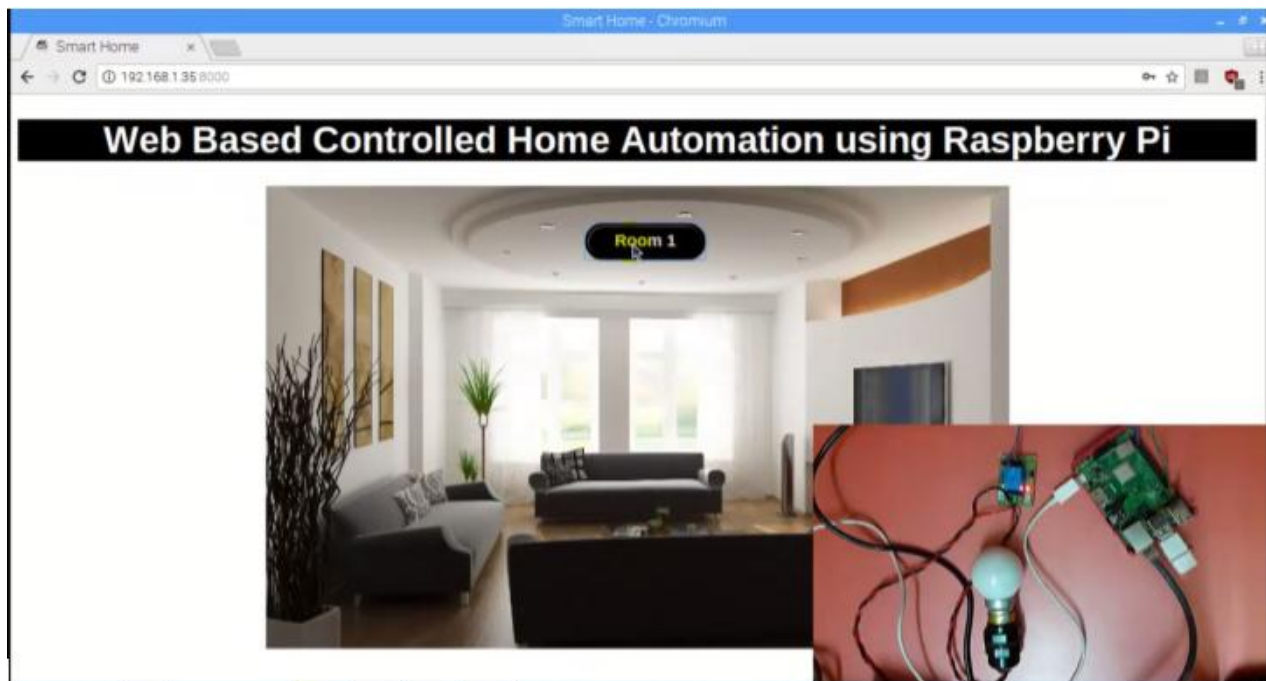 Smart Home - Chromium
Smart Home
192.168.1.35:8000
Web Based Controlled Home Automation using Raspberry Pi
Room 1